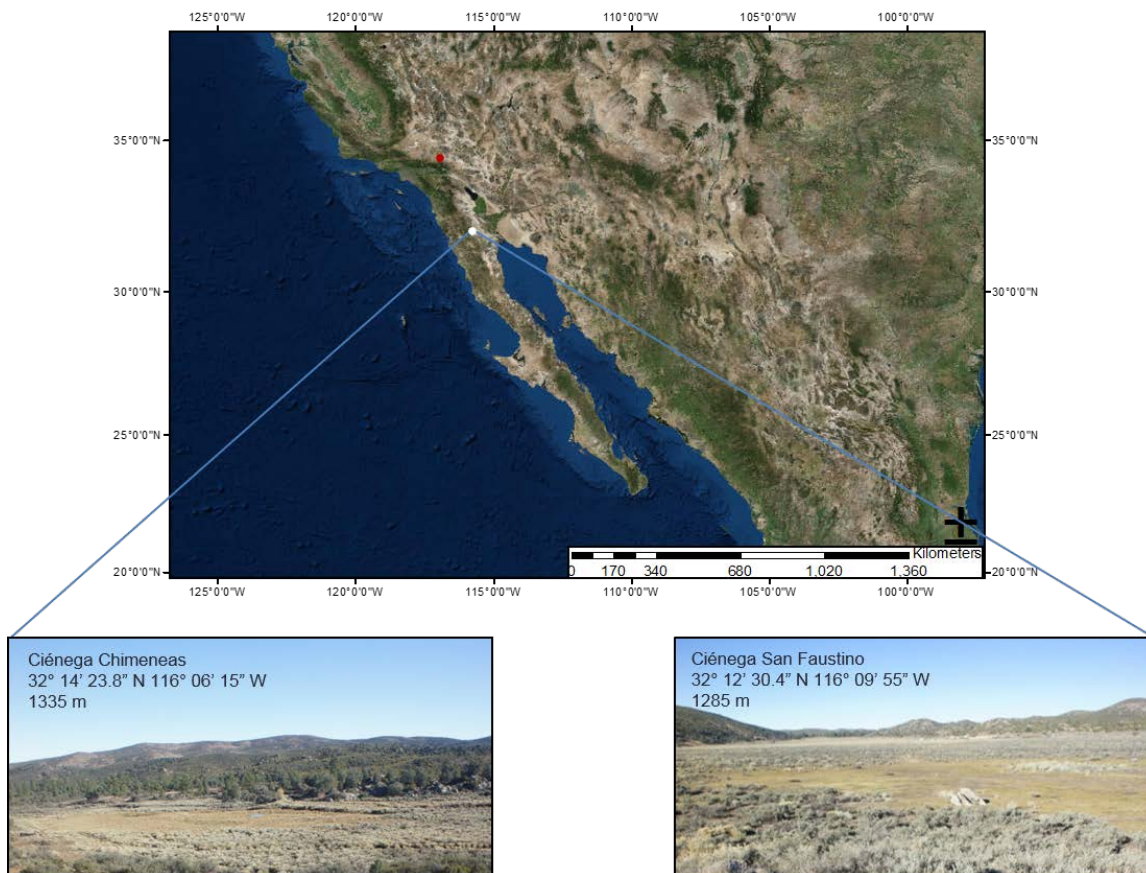 125°0'0"W 120°0'0"W 115°0'0"W 110°0'0"W 105°0'0"W 100°0'0"W
35°0'0"N 35°0'0"N
30°0'0"N 30°0'0"N
25°0'0"N 25°0'0"N
Kilometers
0 170 340 680 1,020 1,360
20°0'0"N 20°0'0"N
125°0'0"W 120°0'0"W 115°0'0"W 110°0'0"W 105°0'0"W 100°0'0"W
Ciénega Chimeneas
32° 14’ 23.8” N 116° 06’ 15” W
1335 m
Ciénega San Faustino
32° 12’ 30.4” N 116° 09’ 55” W
1285 m